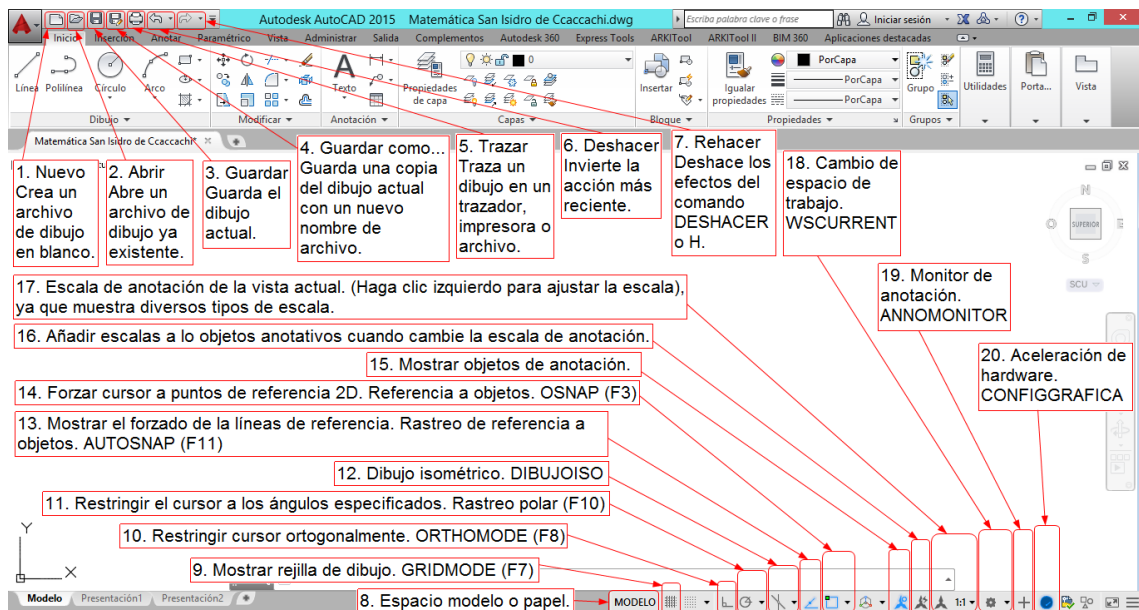 Autodesk AutoCAD 2015 Matemática San Isidro de Ccaccachi.dwg
Escriba palabra clave o frase
Iniciar sesión
Inicio Inserción Anotar Paramétrico Vista Administrar Salida Complementos Autodesk 360 Express Tools ARKITool ARKITool II BIM 360 Aplicaciones destacadas
0
PorCapa
Línea Polilínea Círculo Arco
Texto
Propiedades
de capa
Insertar
Igualar
propiedades
PorCapa
PorCapa
Grupo
Utilidades
Porta...
Vista
Dibujo Modificar Anotación Capas Bloque Propiedades Grupos
Matemática San Isidro de Ccaccachi*
1. Nuevo
Crea un
archivo
de dibujo
en blanco.
2. Abrir
Abre un
archivo de
dibujo ya
existente.
3. Guardar
Guarda el
dibujo
actual.
4. Guardar como...
Guarda una copia
del dibujo actual
con un nuevo
nombre de
archivo.
5. Trazar
Traza un
dibujo en un
trazador,
impresora o
archivo.
6. Deshacer
Invierte la
acción más
reciente.
7. Rehacer
Deshace los
efectos del
comando
DESHACER
o H.
18. Cambio de
espacio de
trabajo.
WSCURRENT
N
SUPERIOR
E
O
S
SCU
19. Monitor de
anotación.
ANNOMONITOR
17. Escala de anotación de la vista actual. (Haga clic izquierdo para ajustar la escala),
ya que muestra diversos tipos de escala.
16. Añadir escalas a lo objetos anotativos cuando cambie la escala de anotación.
15. Mostrar objetos de anotación.
20. Aceleración de
hardware.
CONFIGGRAFICA
14. Forzar cursor a puntos de referencia 2D. Referencia a objetos. OSNAP (F3)
13. Mostrar el forzado de la líneas de referencia. Rastreo de referencia a
objetos. AUTOSNAP (F11)
12. Dibujo isométrico. DIBUJOISO
11. Restringir el cursor a los ángulos especificados. Rastreo polar (F10)
10. Restringir cursor ortogonalmente. ORTHOMODE (F8)
9. Mostrar rejilla de dibujo. GRIDMODE (F7)
8. Espacio modelo o papel.
Y
X
Modelo Presentación1 Presentación2
MODELO
1:1